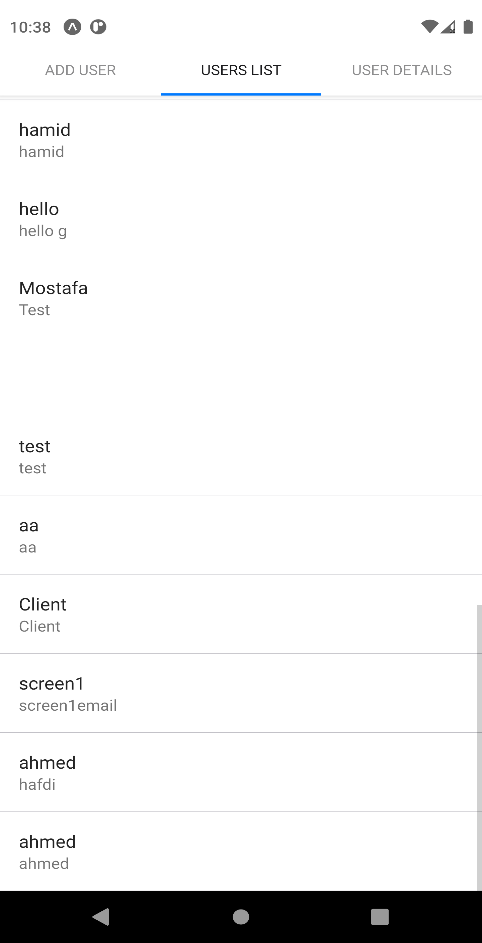 10:38
ADD USER
USERS LIST
USER DETAILS
hamid
hamid
hello
hello g
Mostafa
Test
test
test
aa
aa
Client
Client
screen1
screen1email
ahmed
hafdi
ahmed
ahmed